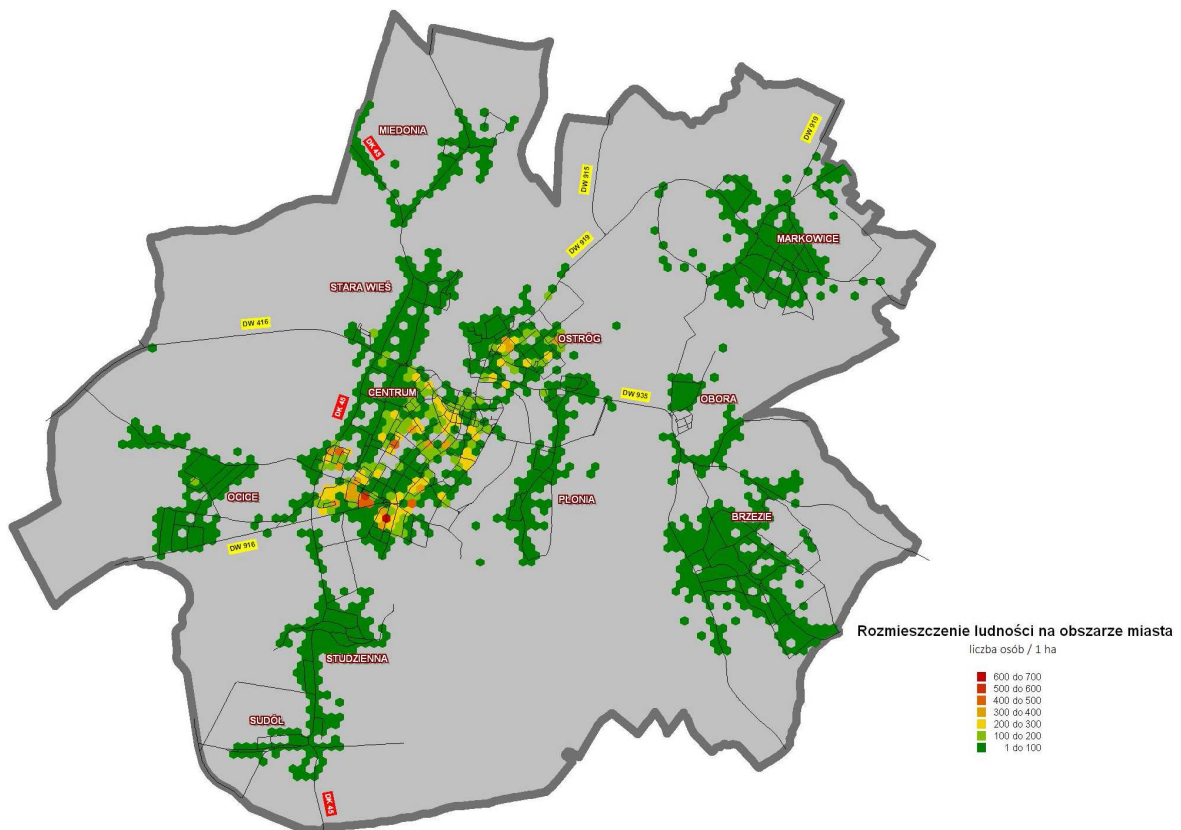 MIEDONIA
DK 45
DW 919
DW 915
DW 919
MARKOWICE
STARA WIEŚ
DW 416
OSTRÓG
CENTRUM
DK 45
DW 935
OBORA
OCICE
PŁONIA
BRZEZIE
DW 916
STUDZIENNA
SUDÓŁ
DK 45
Rozmieszczenie ludności na obszarze miasta
liczba osób / 1 ha
600 do 700
500 do 600
400 do 500
300 do 400
200 do 300
100 do 200
1 do 100